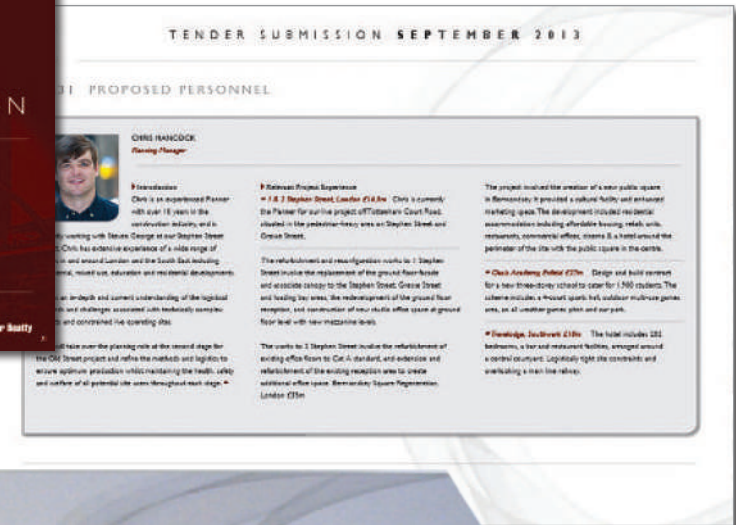 TENDER SUBMISSION SEPTEMBER 2013
N
31 PROPOSED PERSONNEL
CHRIS HANCOCK
Planning Manager
Introduction
Chris is an experienced Planner
with over 15 years in the
construction industry, and is
working with Steven George at our Stephen Street
Chris has extensive experience of a wide range of
in and around London and the South East including
mixed use, education and residential developments.
an in-depth and current understanding of the logistical
and challenges associated with technically complex
and constrained live operating sites.
take over the planning role at the second stage for
the Old Street project and refine the methods and logistics to
ensure optimum production whilst maintaining the health, safety
and welfare of all potential site users throughout each stage.
Relevant Project Experience
1 & 2 Stephen Street, London Chris is currently
the Planner for our live project off Tottenham Court Road,
situated in the pedestrian-heavy area on Stephen Street and
Gresse Street.
The refurbishment and reconfiguration works to 1 Stephen
Street involve the replacement of the ground floor facade
and associate canopy to the Stephen Street, Gresse Street
and loading bay areas, the redevelopment of the ground floor
reception, and construction of new studio office space at ground
floor level with new mezzanine levels.
The works to 2 Stephen Street involve the refurbishment of
existing office floors to Cat A standard, and extension and
refurbishment of the existing reception area to create
additional office space. Bermondsey Square Regeneration,
London £35m
The project involved the creation of a new public square
in Bermondsey. It provided a cultural facility and enhanced
marketing space. The development included residential
accommodation including affordable housing, retail units,
restaurants, commercial offices, cinema & a hotel around the
perimeter of the site with the public square in the centre.
Academy, Enfield Design and build contract
for a new three-storey school to cater for 1,500 students. The
scheme includes a 4-court sports hall, outdoor multi-use games
area, an all weather games pitch and our park.
Travelodge, Southwark The hotel includes 202
bedrooms, a bar and restaurant facilities, arranged around
a central courtyard. Logistically tight site constraints and
overlooking a main line railway.
Beatty